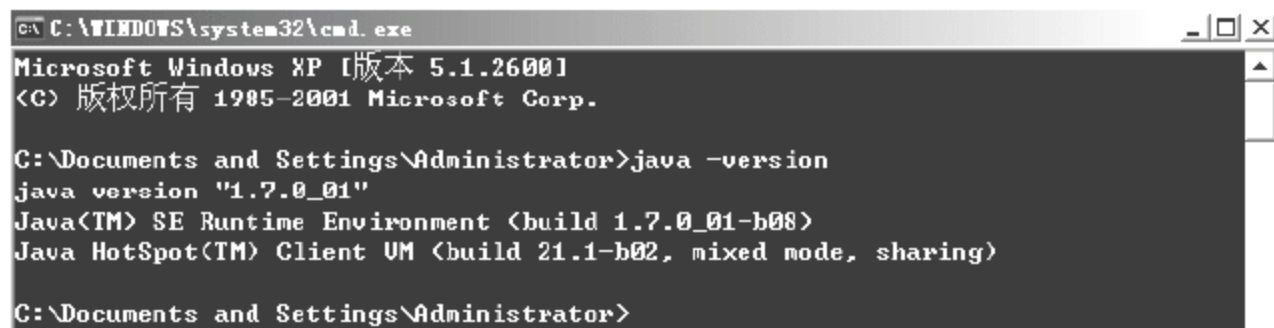 C:\WINDOWS\system32\cmd.exe
Microsoft Windows XP [版本 5.1.2600]
(C) 版权所有 1985-2001 Microsoft Corp.
C:\Documents and Settings\Administrator>java -version
java version "1.7.0_01"
Java(TM) SE Runtime Environment (build 1.7.0_01-b08)
Java HotSpot(TM) Client VM (build 21.1-b02, mixed mode, sharing)
C:\Documents and Settings\Administrator>